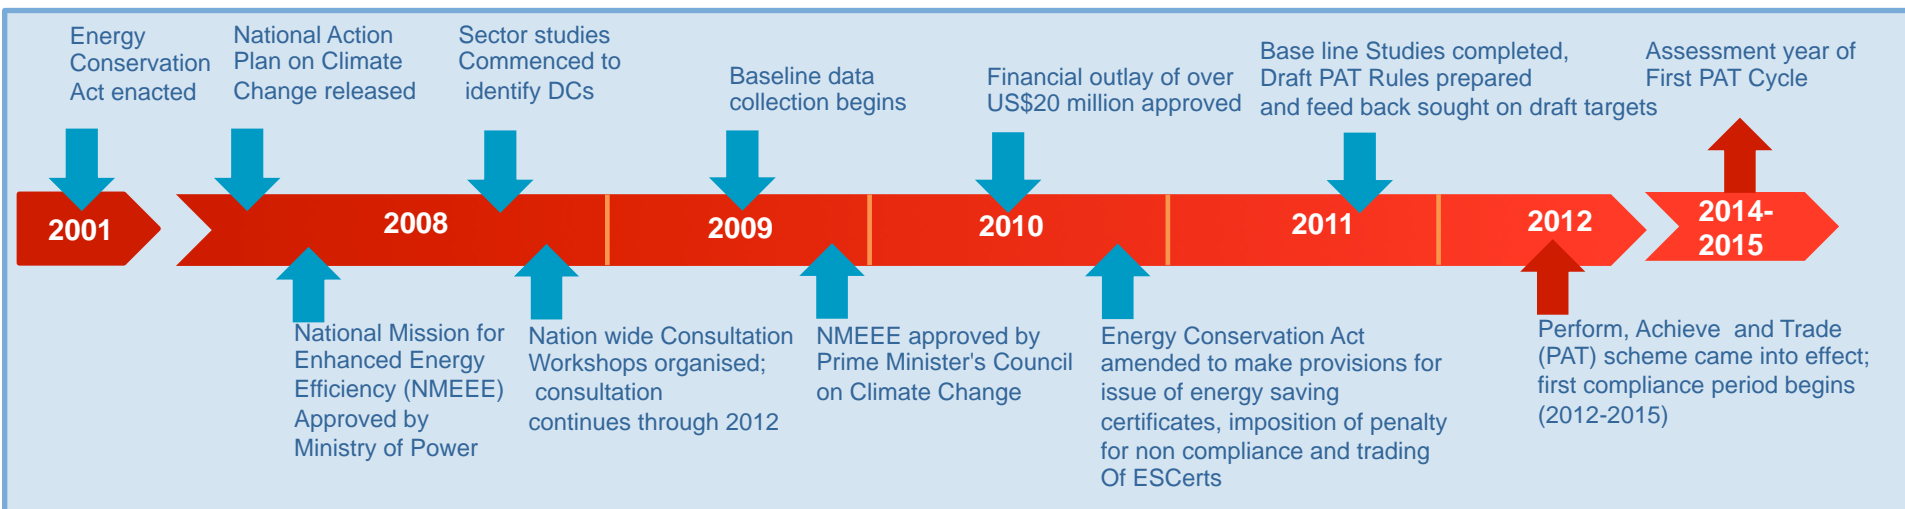 Energy
Conservation
Act enacted
National Action
Plan on Climate
Change released
Sector studies
Commenced to
identify DCs
Baseline data
collection begins
Financial outlay of over
US$20 million approved
Base line Studies completed,
Draft PAT Rules prepared
and feed back sought on draft targets
Assessment year of
First PAT Cycle
2001
2008
2009
2010
2011
2012
2014-
2015
National Mission for
Enhanced Energy
Efficiency (NMEEE)
Approved by
Ministry of Power
Nation wide Consultation
Workshops organised;
consultation
continues through 2012
NMEEE approved by
Prime Minister's Council
on Climate Change
Energy Conservation Act
amended to make provisions for
issue of energy saving
certificates, imposition of penalty
for non compliance and trading
Of ESCerts
Perform, Achieve and Trade
(PAT) scheme came into effect;
first compliance period begins
(2012-2015)